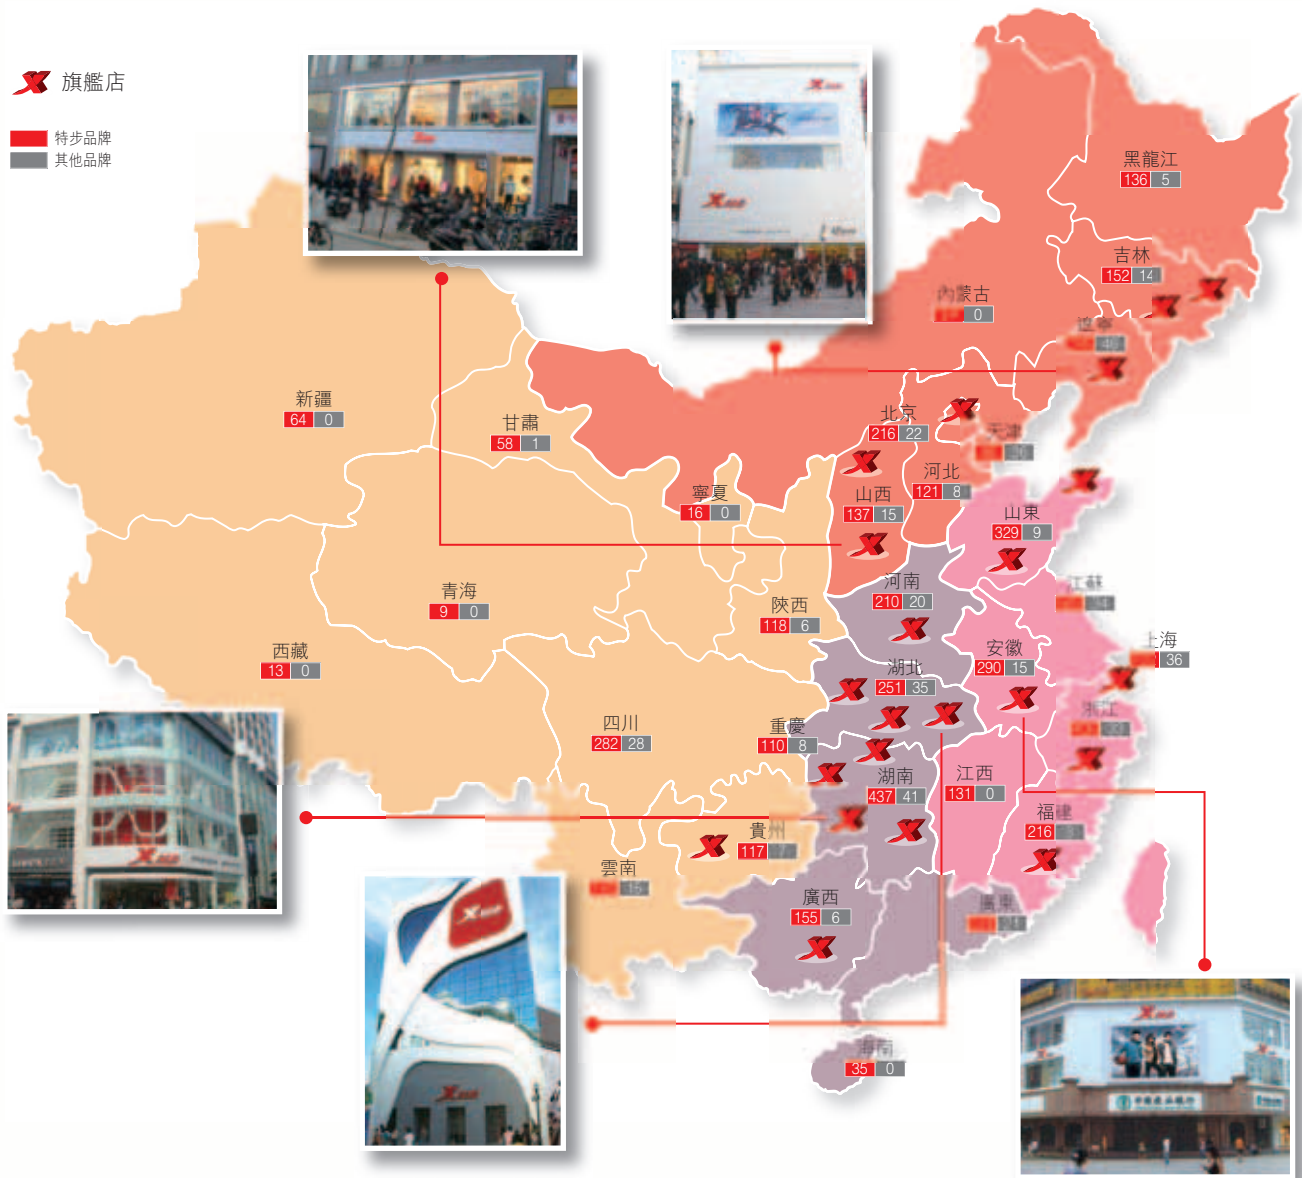 旗艦店
特步品牌
其他品牌
黑龍江
136 5
吉林
152 14
內蒙古
0
遼寧
新疆
64 0
甘肅
58 1
北京
216 22
天津
寧夏
16 0
河北
121 8
山西
137 15
山東
329 9
青海
9 0
陝西
118 6
河南
210 20
江蘇
西藏
13 0
安徽
290 15
上海
36
湖北
251 35
浙江
四川
282 28
重慶
110 8
湖南
437 41
江西
131 0
福建
216
貴州
117
雲南
廣西
155 6
廣東
海南
35 0